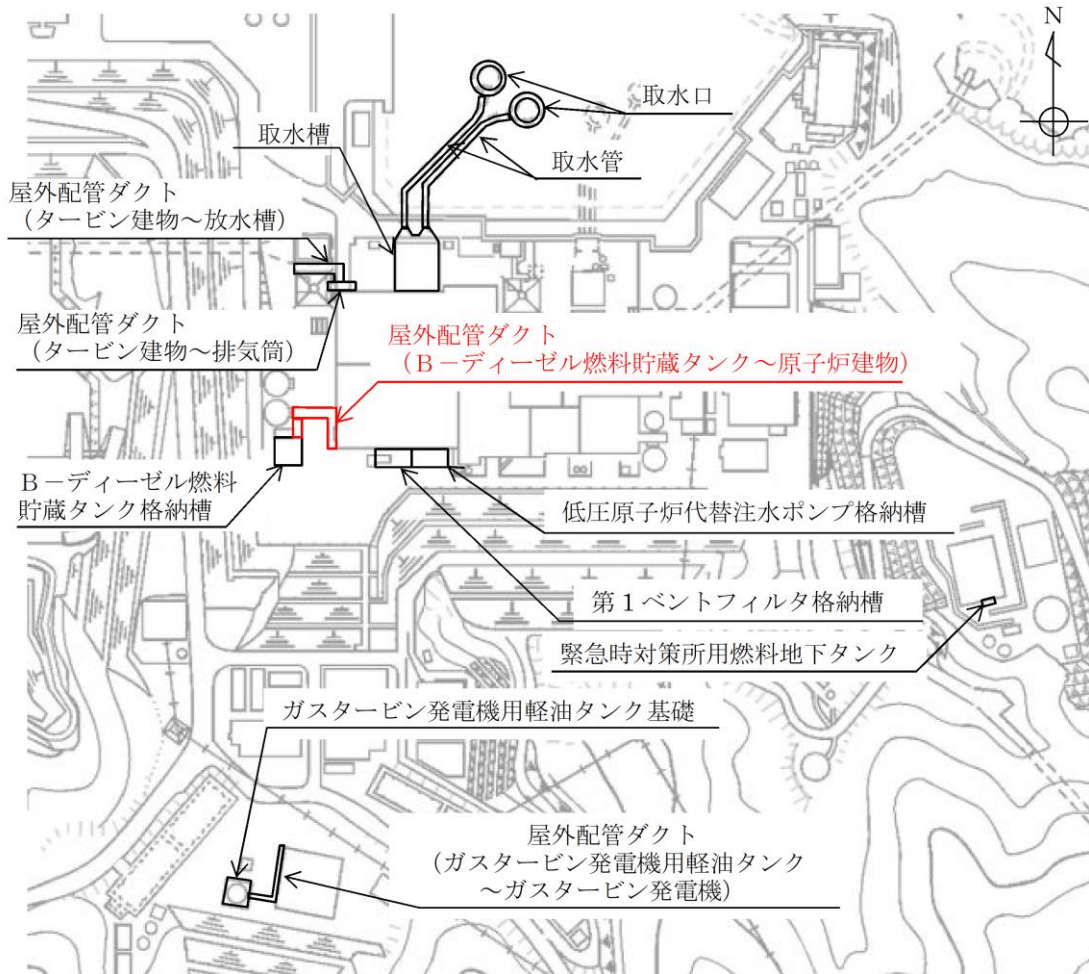 N
取水口
取水槽
取水管
屋外配管ダクト
(タービン建物～放水槽)
屋外配管ダクト
(タービン建物～排気筒)
屋外配管ダクト
(B－ディーゼル燃料貯蔵タンク～原子炉建物)
B－ディーゼル燃料
貯蔵タンク格納槽
低圧原子炉代替注水ポンプ格納槽
第1ベントフィルタ格納槽
緊急時対策所用燃料地下タンク
ガスタービン発電機用軽油タンク基礎
屋外配管ダクト
(ガスタービン発電機用軽油タンク
～ガスタービン発電機)